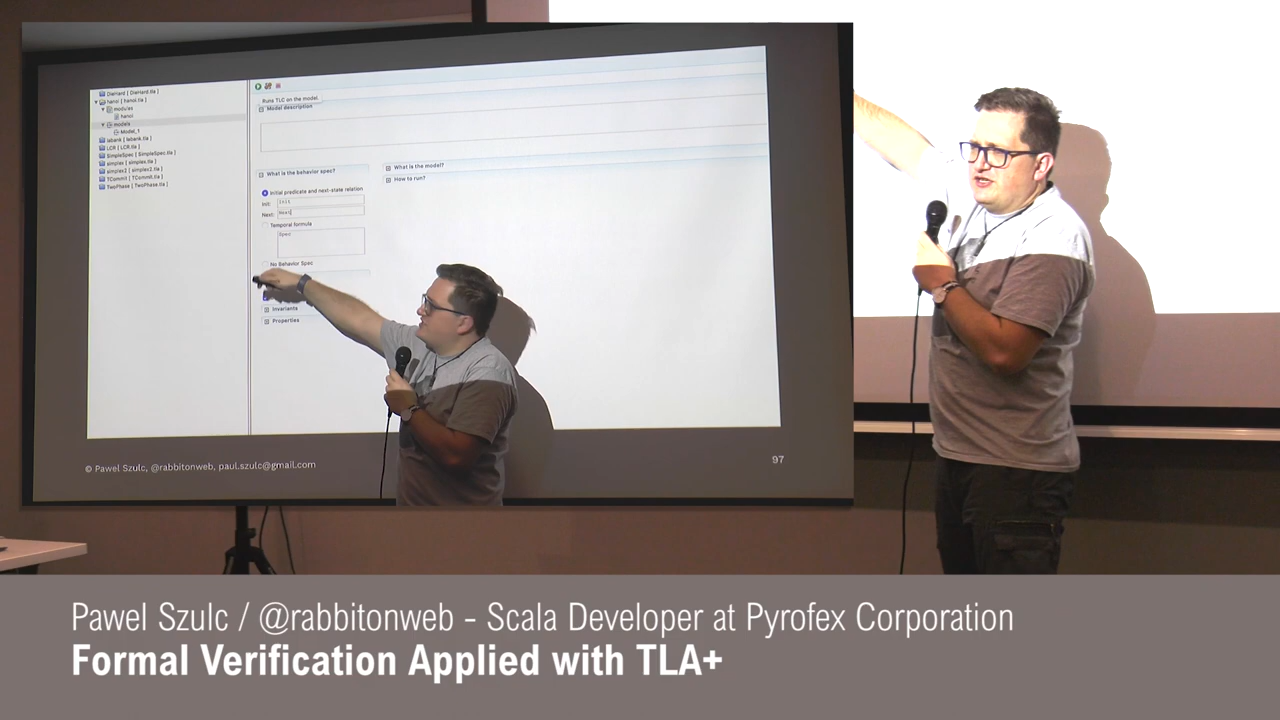 DieHard [ DieHard.tla ]
hanoi [ hanoi.tla ]
modules
hanoi
models
Model_1
labank [ labank.tla ]
LCR [ LCR.tla ]
SimpleSpec [ SimpleSpec.tla ]
simplex [ simplex.tla ]
simplex2 [ simplex2.tla ]
TCommit [ TCommit.tla ]
TwoPhase [ TwoPhase.tla ]
Runs TLC on the model.
Model description
What is the behavior spec?
Initial predicate and next-state relation
Init: Init
Next: Next
Temporal formula
Spec
No Behavior Spec
Invariants
Properties
What is the model?
How to run?
© Pawel Szulc, @rabbitonweb, paul.szulc@gmail.com
97
Pawel Szulc / @rabbitonweb - Scala Developer at Pyrofex Corporation
Formal Verification Applied with TLA+